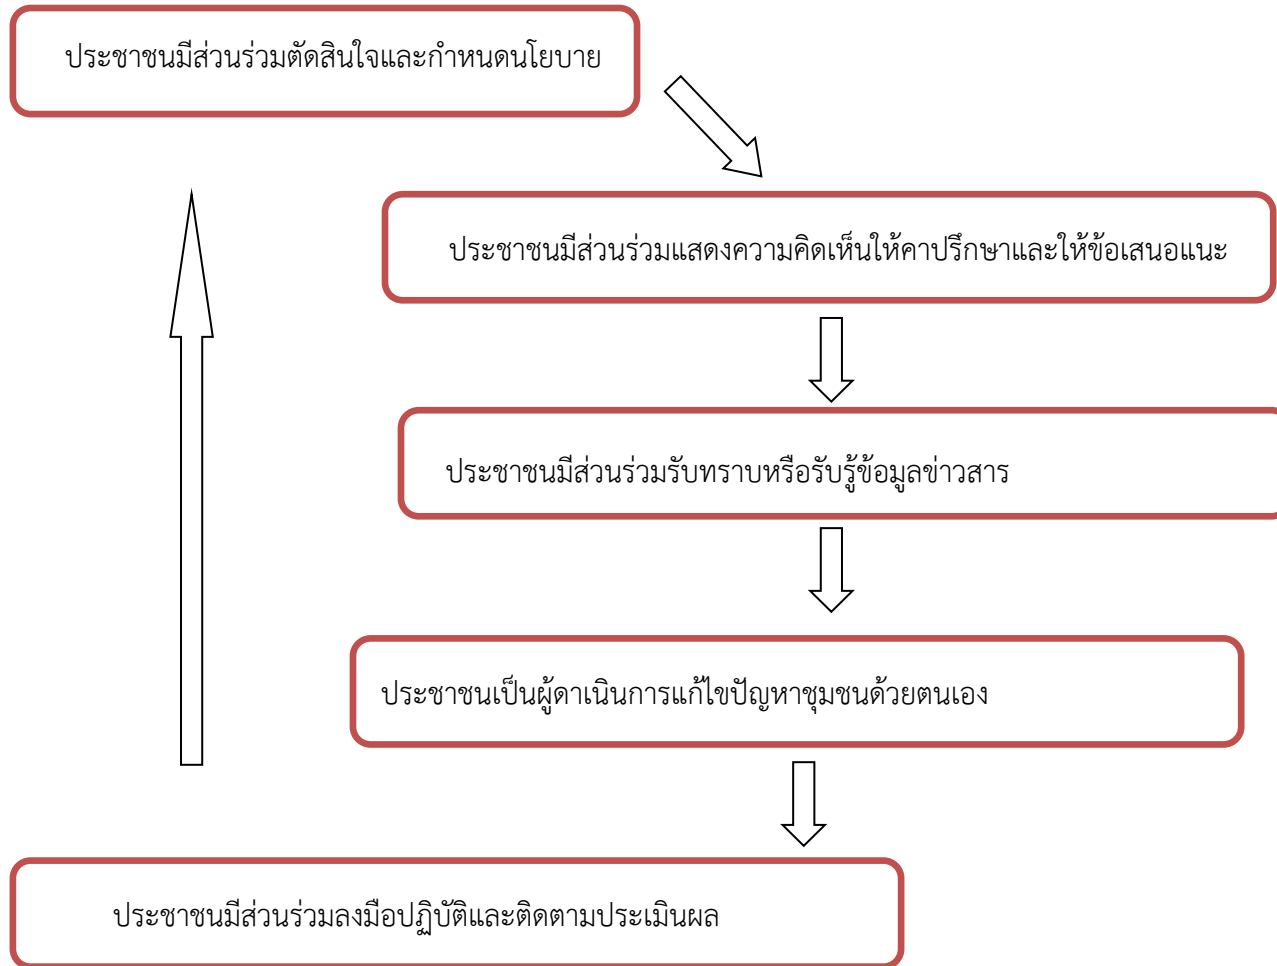 ประชาชนมีส่วนร่วมตัดสินใจและกำหนดนโยบาย
ประชาชนมีส่วนร่วมแสดงความคิดเห็นให้คาปรึกษาและให้ข้อเสนอแนะ
ประชาชนมีส่วนร่วมรับทราบหรือรับรู้ข้อมูลข่าวสาร
ประชาชนเป็นผู้ดาเนินการแก้ไขปัญหาชุมชนด้วยตนเอง
ประชาชนมีส่วนร่วมลงมือปฏิบัติและติดตามประเมินผล